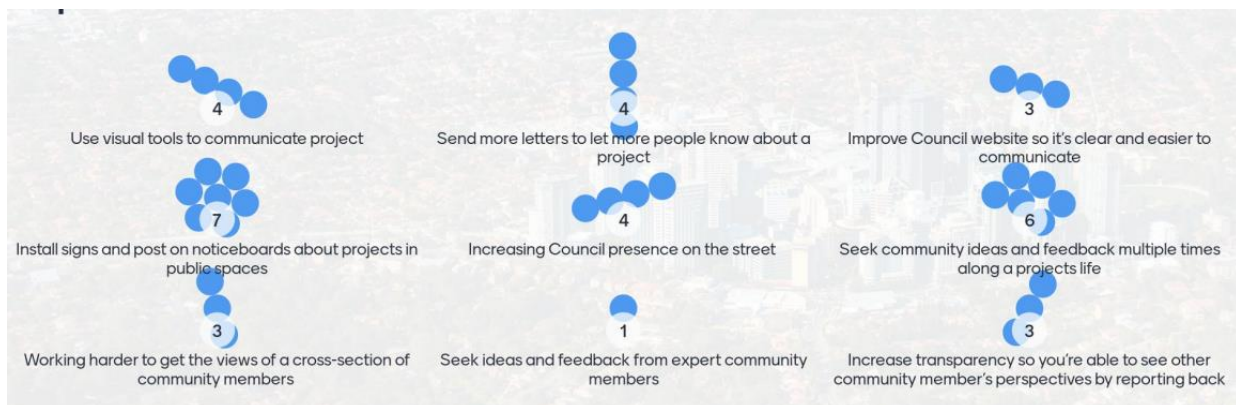 4
Use visual tools to communicate project
4
Send more letters to let more people know about a
project
3
Improve Council website so it's clear and easier to
communicate
7
Install signs and post on noticeboards about projects in
public spaces
4
Increasing Council presence on the street
6
Seek community ideas and feedback multiple times
along a projects life
3
Working harder to get the views of a cross-section of
community members
1
Seek ideas and feedback from expert community
members
3
Increase transparency so you're able to see other
community member's perspectives by reporting back